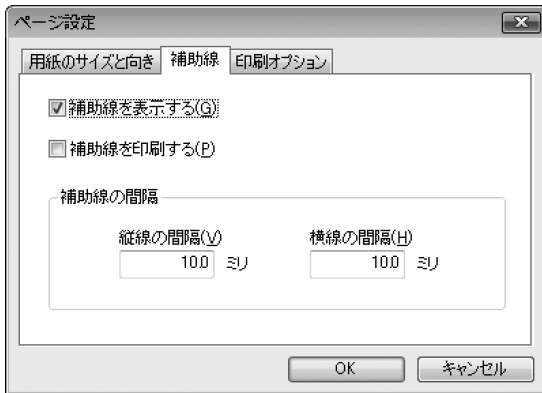 ページ設定
用紙のサイズと向き 補助線 印刷オプション
補助線を表示する(G)
補助線を印刷する(P)
補助線の間隔
縦線の間隔(V) 横線の間隔(H)
10.0 ミリ 10.0 ミリ
OK キャンセル